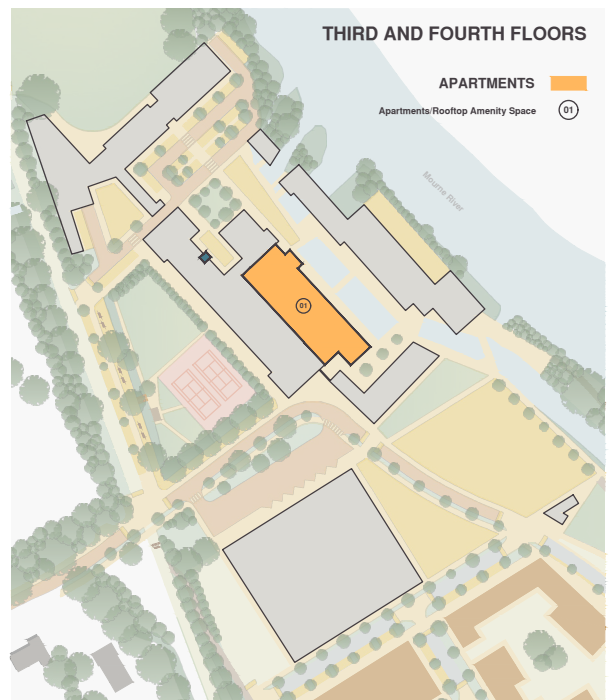 THIRD AND FOURTH FLOORS
APARTMENTS
Apartments/Rooftop Amenity Space 01
Mourne River
01